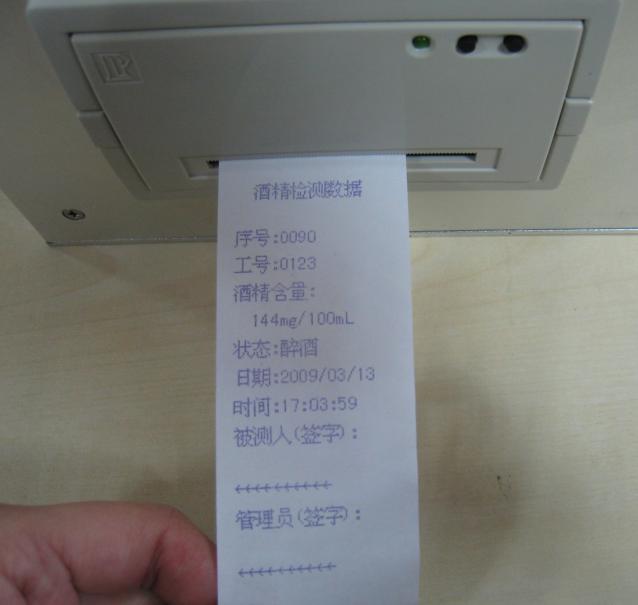 酒精检测数据
序号:0090
工号:0123
酒精含量:
144mg/100mL
状态:醉酒
日期:2009/03/13
时间:17:03:59
被测人(签字):
←←←←←←←←←←
管理员(签字):
←←←←←←←←←←